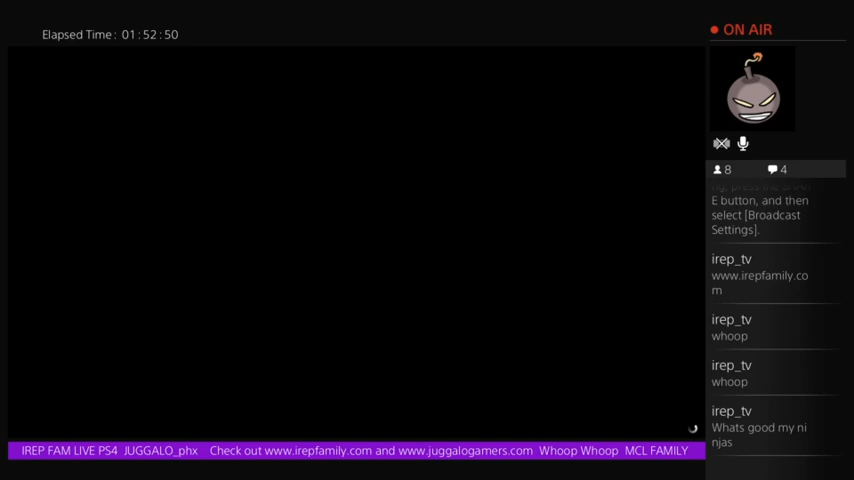 Elapsed Time: 01:52:50
ON AIR
8 4
E button, and then
select [Broadcast
Settings].
irep_tv
www.irepfamily.co
m
irep_tv
whoop
irep_tv
whoop
irep_tv
Whats good my ni
njas
IREP FAM LIVE PS4 JUGGALO_phx Check out www.irepfamily.com and www.juggalogamers.com Whoop Whoop MCL FAMILY